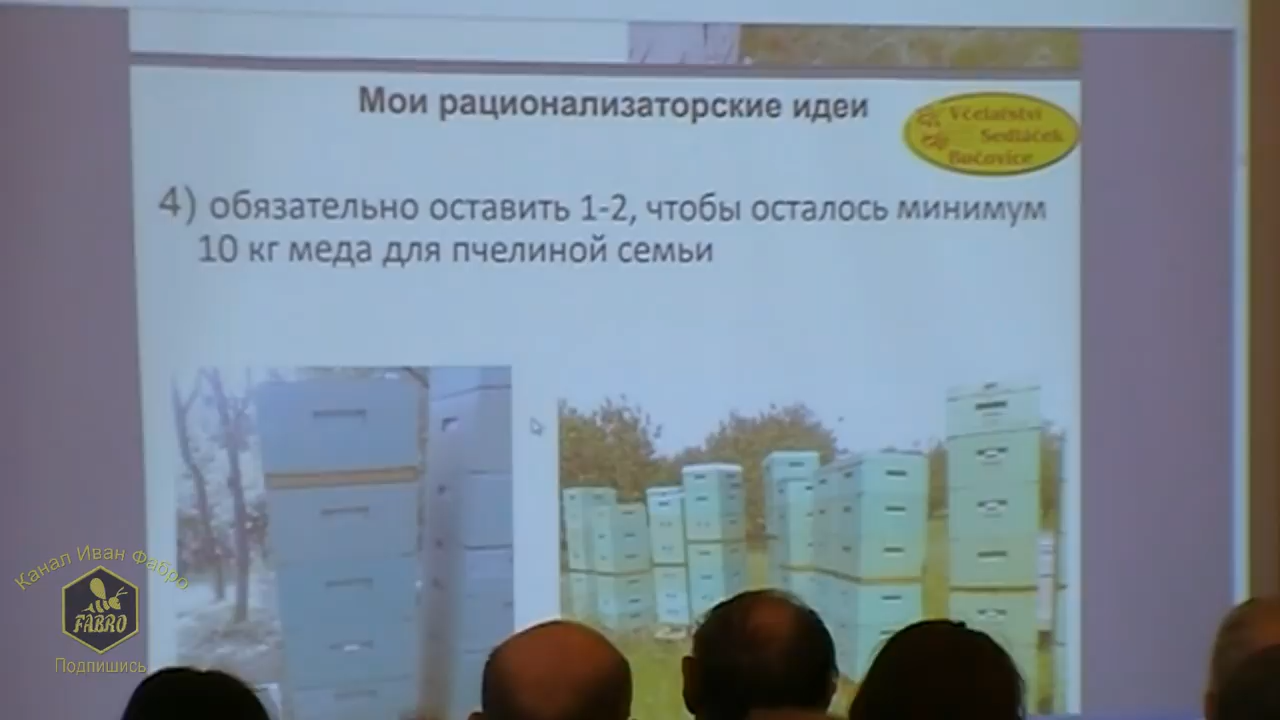 Мои рационализаторские идеи
Včelařství
Sedláček
Bučovice
4) обязательно оставить 1-2, чтобы осталось минимум
10 кг меда для пчелиной семьи
Канал Иван Фабро
FABRO
Подпишись